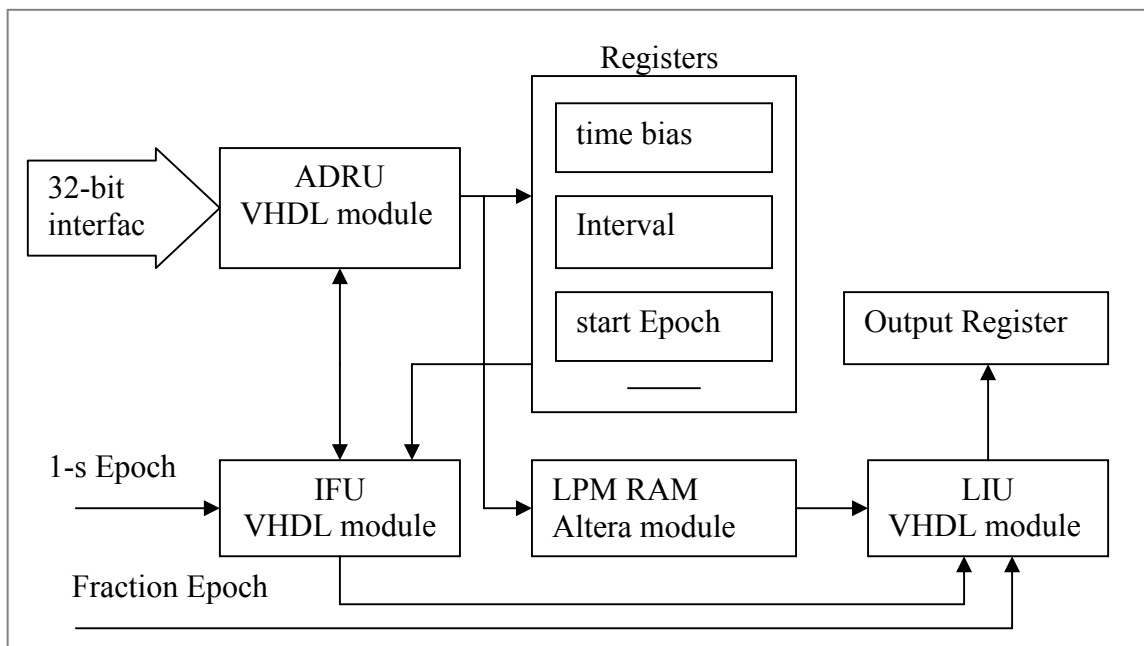 Registers
time bias
ADRU
VHDL module
32-bit
interfac
Interval
start Epoch
Output Register
1-s Epoch
IFU
VHDL module
LPM RAM
Altera module
LIU
VHDL module
Fraction Epoch